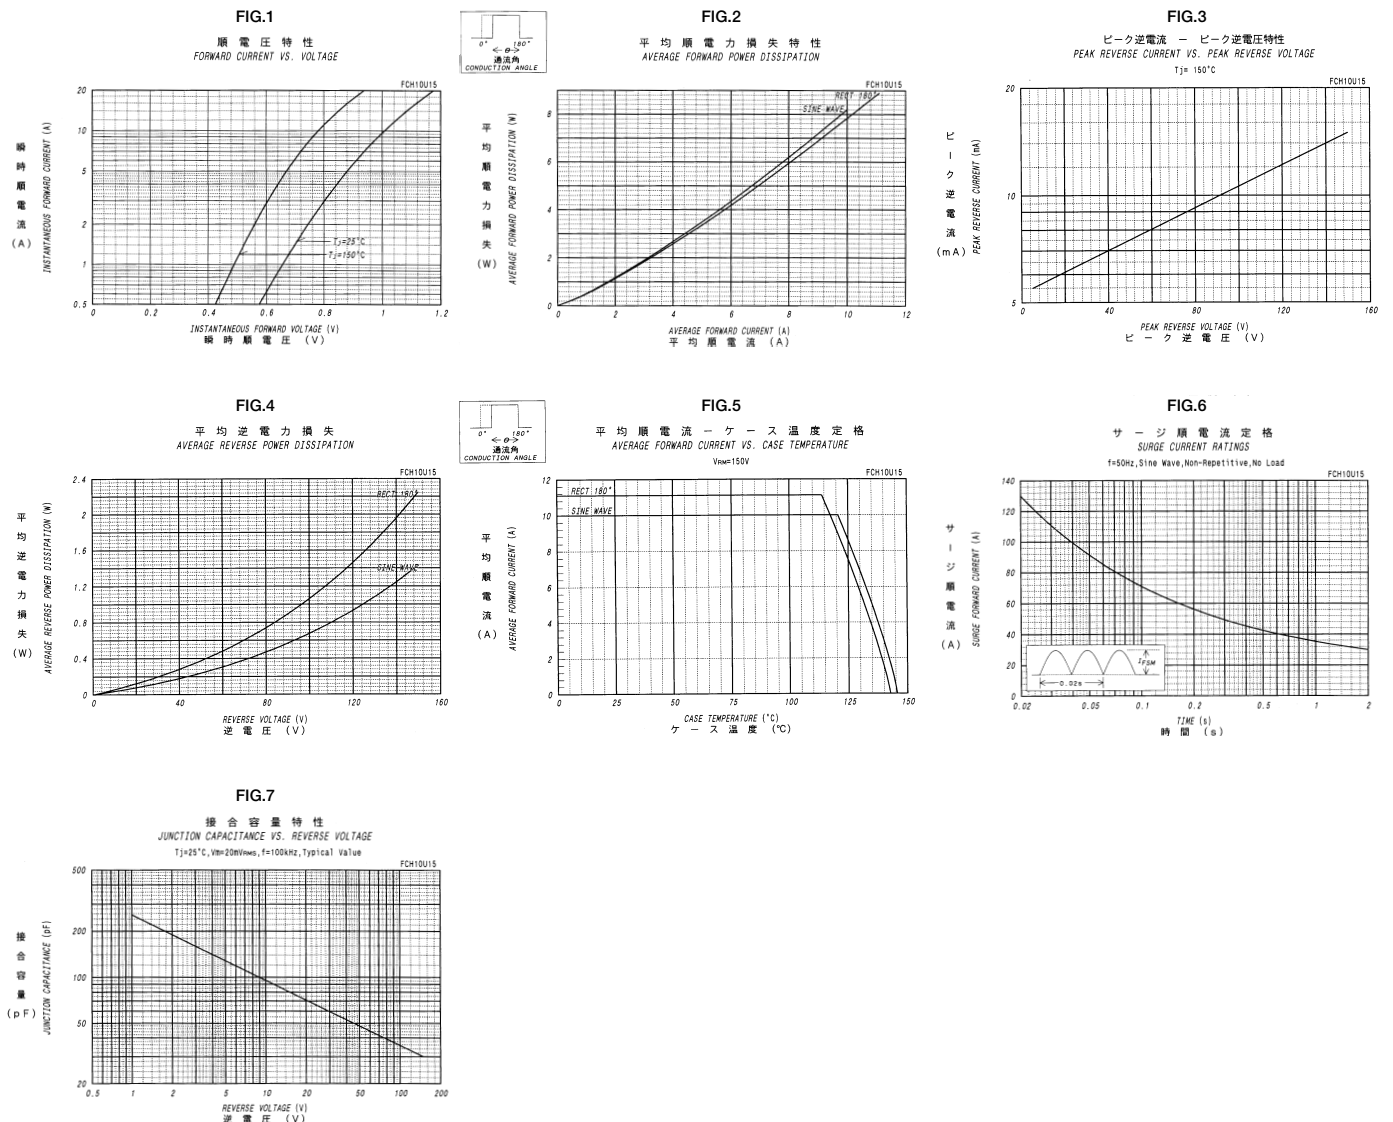 FIG.1
順電圧特性
FORWARD CURRENT VS. VOLTAGE
FCH10U15
瞬時順電流 (A)
INSTANTANEOUS FORWARD CURRENT (A)
20
10
5
2
1
0.5
Tj=25°C
Tj=150°C
0 0.2 0.4 0.6 0.8 1 1.2
INSTANTANEOUS FORWARD VOLTAGE (V)
瞬時順電圧 (V)
0° 180°
θ
通流角
CONDUCTION ANGLE
FIG.2
平均順電力損失特性
AVERAGE FORWARD POWER DISSIPATION
FCH10U15
平均順電力損失 (W)
AVERAGE FORWARD POWER DISSIPATION (W)
RECT 180°
SINE WAVE
8
6
4
2
0
0 2 4 6 8 10 12
AVERAGE FORWARD CURRENT (A)
平均順電流 (A)
FIG.3
ピーク逆電流 － ピーク逆電圧特性
PEAK REVERSE CURRENT VS. PEAK REVERSE VOLTAGE
Tj= 150°C
FCH10U15
ピーク逆電流 (mA)
PEAK REVERSE CURRENT (mA)
20
10
5
0 40 80 120 160
PEAK REVERSE VOLTAGE (V)
ピーク逆電圧 (V)
FIG.4
平均逆電力損失
AVERAGE REVERSE POWER DISSIPATION
FCH10U15
平均逆電力損失 (W)
AVERAGE REVERSE POWER DISSIPATION (W)
2.4
2
1.6
1.2
0.8
0.4
0
RECT 180°
SINE WAVE
0 40 80 120 160
REVERSE VOLTAGE (V)
逆電圧 (V)
0° 180°
θ
通流角
CONDUCTION ANGLE
FIG.5
平均順電流－ケース温度定格
AVERAGE FORWARD CURRENT VS. CASE TEMPERATURE
VRM=150V
FCH10U15
平均順電流 (A)
AVERAGE FORWARD CURRENT (A)
12
10
8
6
4
2
0
RECT 180°
SINE WAVE
0 25 50 75 100 125 150
CASE TEMPERATURE (°C)
ケース温度 (℃)
FIG.6
サージ順電流定格
SURGE CURRENT RATINGS
f=50Hz,Sine Wave,Non-Repetitive,No Load
FCH10U15
サージ順電流 (A)
SURGE FORWARD CURRENT (A)
140
120
100
80
60
40
20
0
IFSM
0.02s
0.02 0.05 0.1 0.2 0.5 1 2
TIME (s)
時間 (s)
FIG.7
接合容量特性
JUNCTION CAPACITANCE VS. REVERSE VOLTAGE
Tj=25°C,Vm=20mVRMS,f=100kHz,Typical Value
FCH10U15
接合容量 (pF)
JUNCTION CAPACITANCE (pF)
500
200
100
50
20
0.5 1 2 5 10 20 50 100 200
REVERSE VOLTAGE (V)
逆電圧 (V)